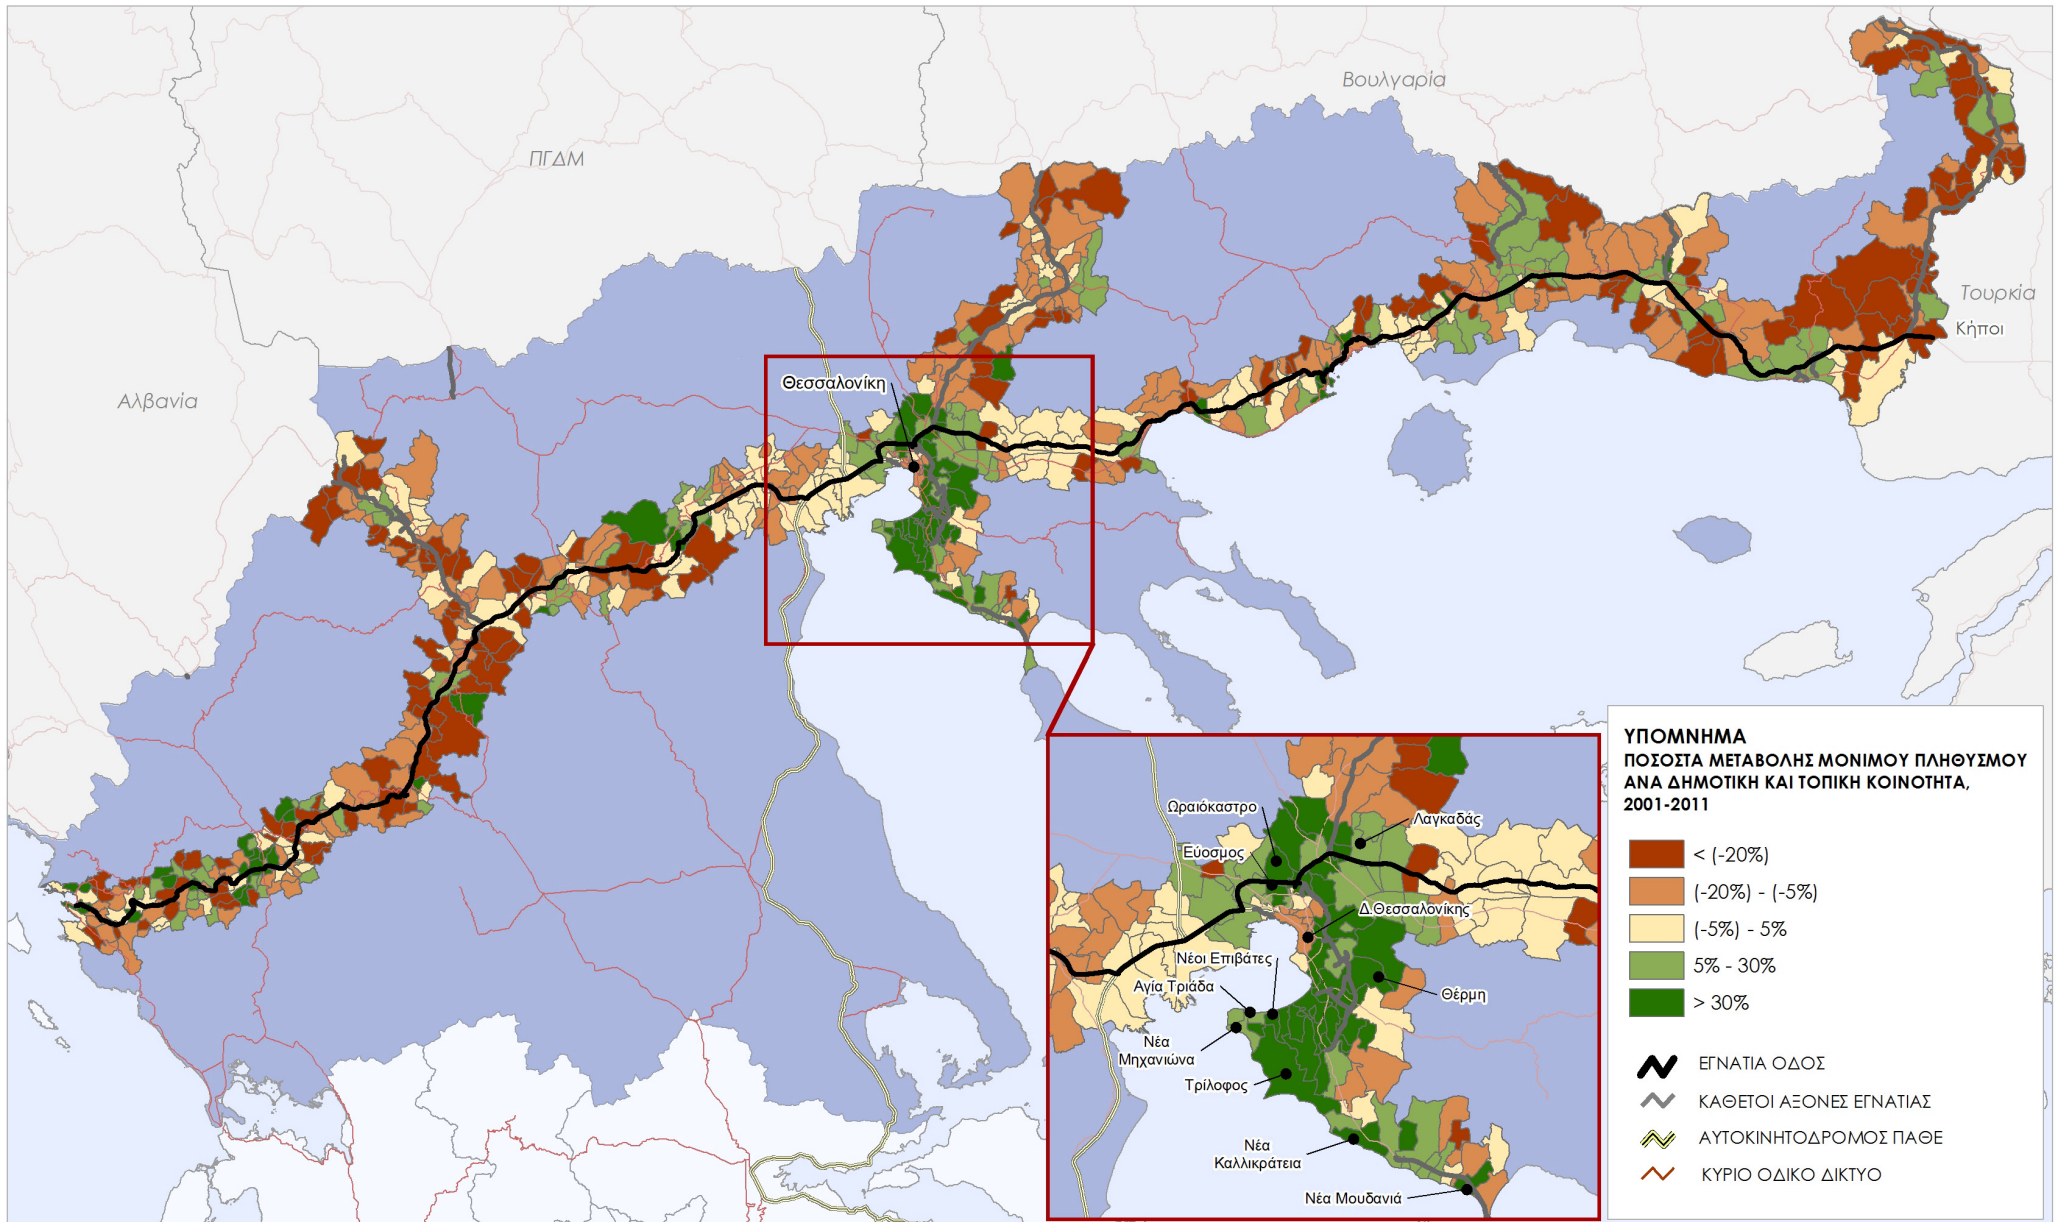 Βουλγαρία
ΠΓΔΜ
Τουρκία
Κήποι
Αλβανία
Θεσσαλονίκη
Ωραιόκαστρο
Λαγκαδάς
Εύοσμος
Δ.Θεσσαλονίκης
Νέοι Επιβάτες
Αγία Τριάδα
Θέρμη
Νέα
Μηχανιώνα
Τρίλοφος
Νέα
Καλλικράτεια
Νέα Μουδανιά
ΥΠΟΜΝΗΜΑ
ΠΟΣΟΣΤΑ ΜΕΤΑΒΟΛΗΣ ΜΟΝΙΜΟΥ ΠΛΗΘΥΣΜΟΥ
ΑΝΑ ΔΗΜΟΤΙΚΗ ΚΑΙ ΤΟΠΙΚΗ ΚΟΙΝΟΤΗΤΑ,
2001-2011
< (-20%)
(-20%) - (-5%)
(-5%) - 5%
5% - 30%
> 30%
ΕΓΝΑΤΙΑ ΟΔΟΣ
ΚΑΘΕΤΟΙ ΑΞΟΝΕΣ ΕΓΝΑΤΙΑΣ
ΑΥΤΟΚΙΝΗΤΟΔΡΟΜΟΣ ΠΑΘΕ
ΚΥΡΙΟ ΟΔΙΚΟ ΔΙΚΤΥΟ